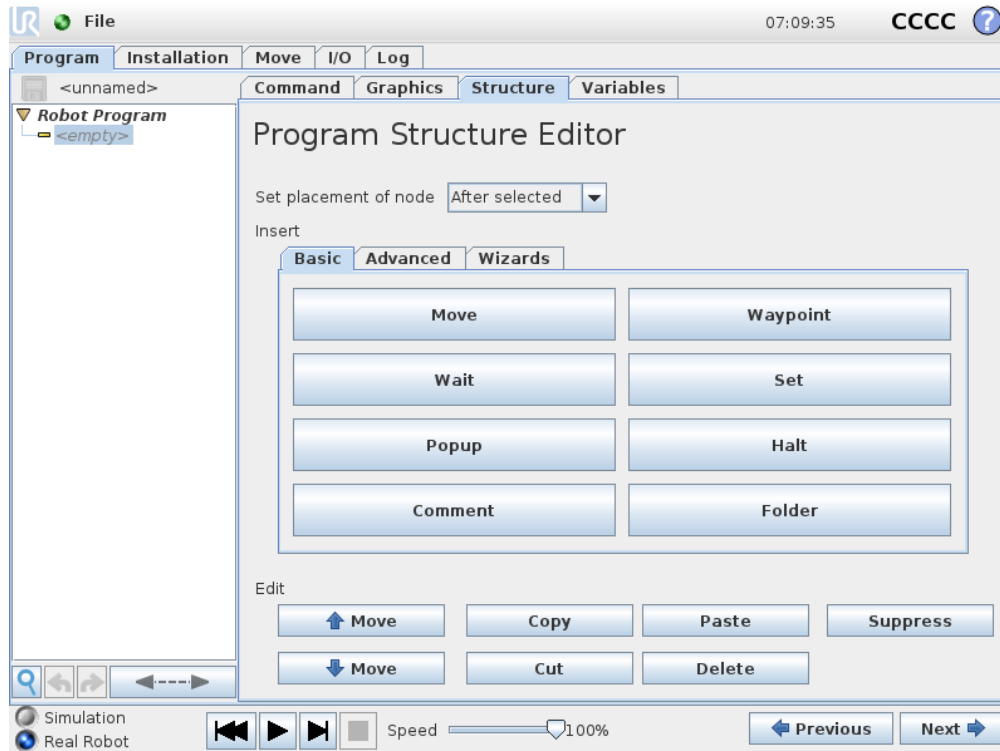 UR File 07:09:35 CCCC ?
Program Installation Move I/O Log
<unnamed> Command Graphics Structure Variables
Robot Program
<empty>
Program Structure Editor
Set placement of node After selected
Insert
Basic Advanced Wizards
Move Waypoint
Wait Set
Popup Halt
Comment Folder
Edit
Move Copy Paste Suppress
Move Cut Delete
Simulation
Real Robot
Speed 100% Previous Next